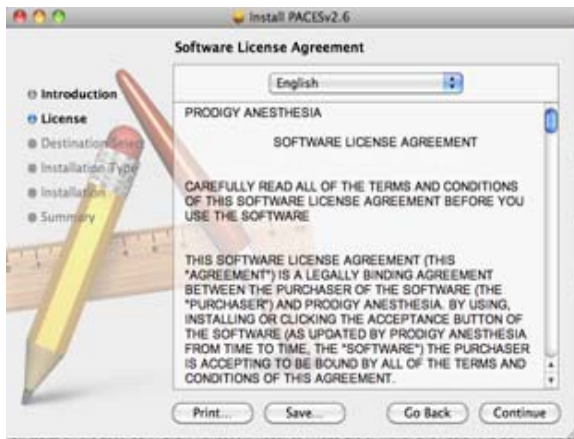 Install PACESv2.6
Software License Agreement
English
Introduction
License
Destination Select
Installation Type
Installation
Summary
PRODIGY ANESTHESIA
SOFTWARE LICENSE AGREEMENT
CAREFULLY READ ALL OF THE TERMS AND CONDITIONS
OF THIS SOFTWARE LICENSE AGREEMENT BEFORE YOU
USE THE SOFTWARE
THIS SOFTWARE LICENSE AGREEMENT (THIS
"AGREEMENT") IS A LEGALLY BINDING AGREEMENT
BETWEEN THE PURCHASER OF THE SOFTWARE (THE
"PURCHASER") AND PRODIGY ANESTHESIA. BY USING,
INSTALLING OR CLICKING THE ACCEPTANCE BUTTON OF
THE SOFTWARE (AS UPDATED BY PRODIGY ANESTHESIA
FROM TIME TO TIME, THE "SOFTWARE") THE PURCHASER
IS ACCEPTING TO BE BOUND BY ALL OF THE TERMS AND
CONDITIONS OF THIS AGREEMENT.
Print... Save... Go Back Continue